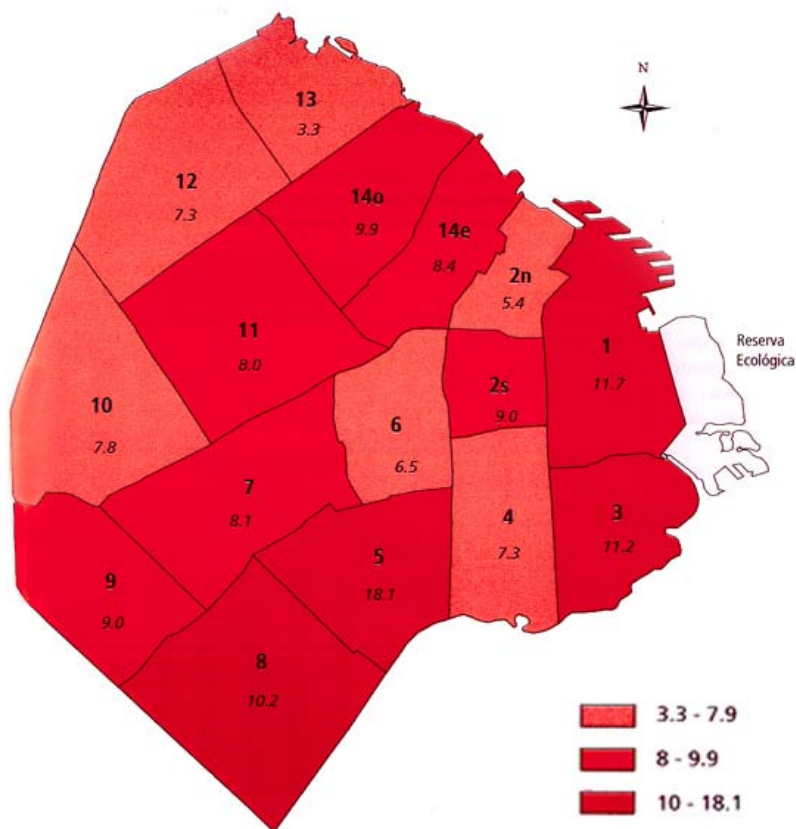 N
13
3.3
12
7.3
14o
9.9
14e
8.4
2n
5.4
11
8.0
1
11.7
Reserva
Ecológica
2s
9.0
10
7.8
6
6.5
7
8.1
4
7.3
3
11.2
5
18.1
9
9.0
8
10.2
3.3 - 7.9
8 - 9.9
10 - 18.1